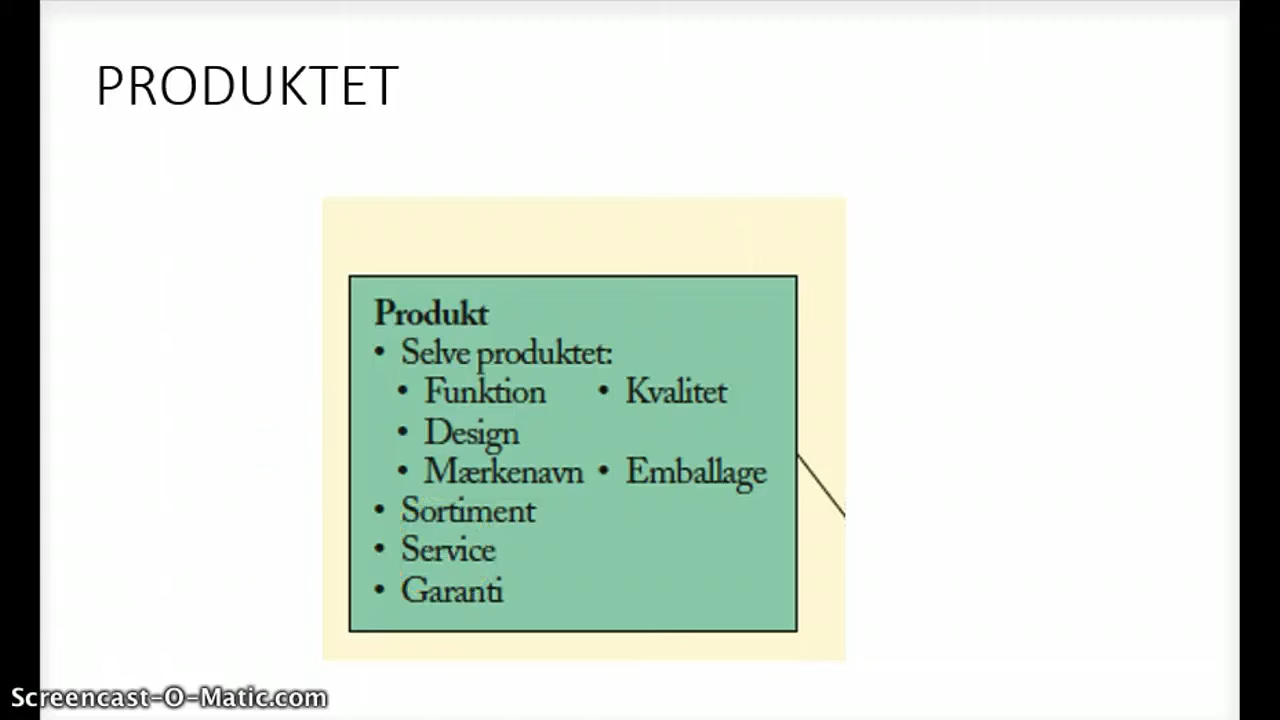 PRODUKTET
Produkt
• Selve produktet:
• Funktion • Kvalitet
• Design
• Mærkenavn • Emballage
• Sortiment
• Service
• Garanti
Screencast-O-Matic.com